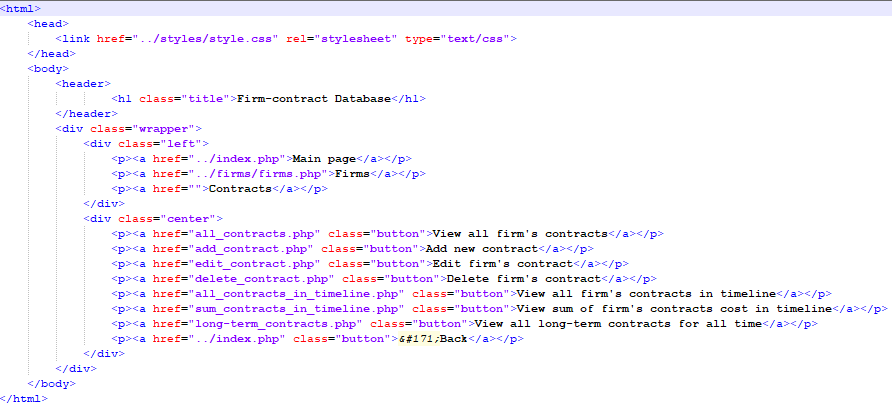 <html>
<head>
<link href="../styles/style.css" rel="stylesheet" type="text/css">
</head>
<body>
<header>
<h1 class="title">Firm-contract Database</h1>
</header>
<div class="wrapper">
<div class="left">
<p><a href="../index.php">Main page</a></p>
<p><a href="../firms/firms.php">Firms</a></p>
<p><a href="">Contracts</a></p>
</div>
<div class="center">
<p><a href="all_contracts.php" class="button">View all firm's contracts</a></p>
<p><a href="add_contract.php" class="button">Add new contract</a></p>
<p><a href="edit_contract.php" class="button">Edit firm's contract</a></p>
<p><a href="delete_contract.php" class="button">Delete firm's contract</a></p>
<p><a href="all_contracts_in_timeline.php" class="button">View all firm's contracts in timeline</a></p>
<p><a href="sum_contracts_in_timeline.php" class="button">View sum of firm's contracts cost in timeline</a></p>
<p><a href="long-term_contracts.php" class="button">View all long-term contracts for all time</a></p>
<p><a href="../index.php" class="button">&#171;Back</a></p>
</div>
</div>
</body>
</html>